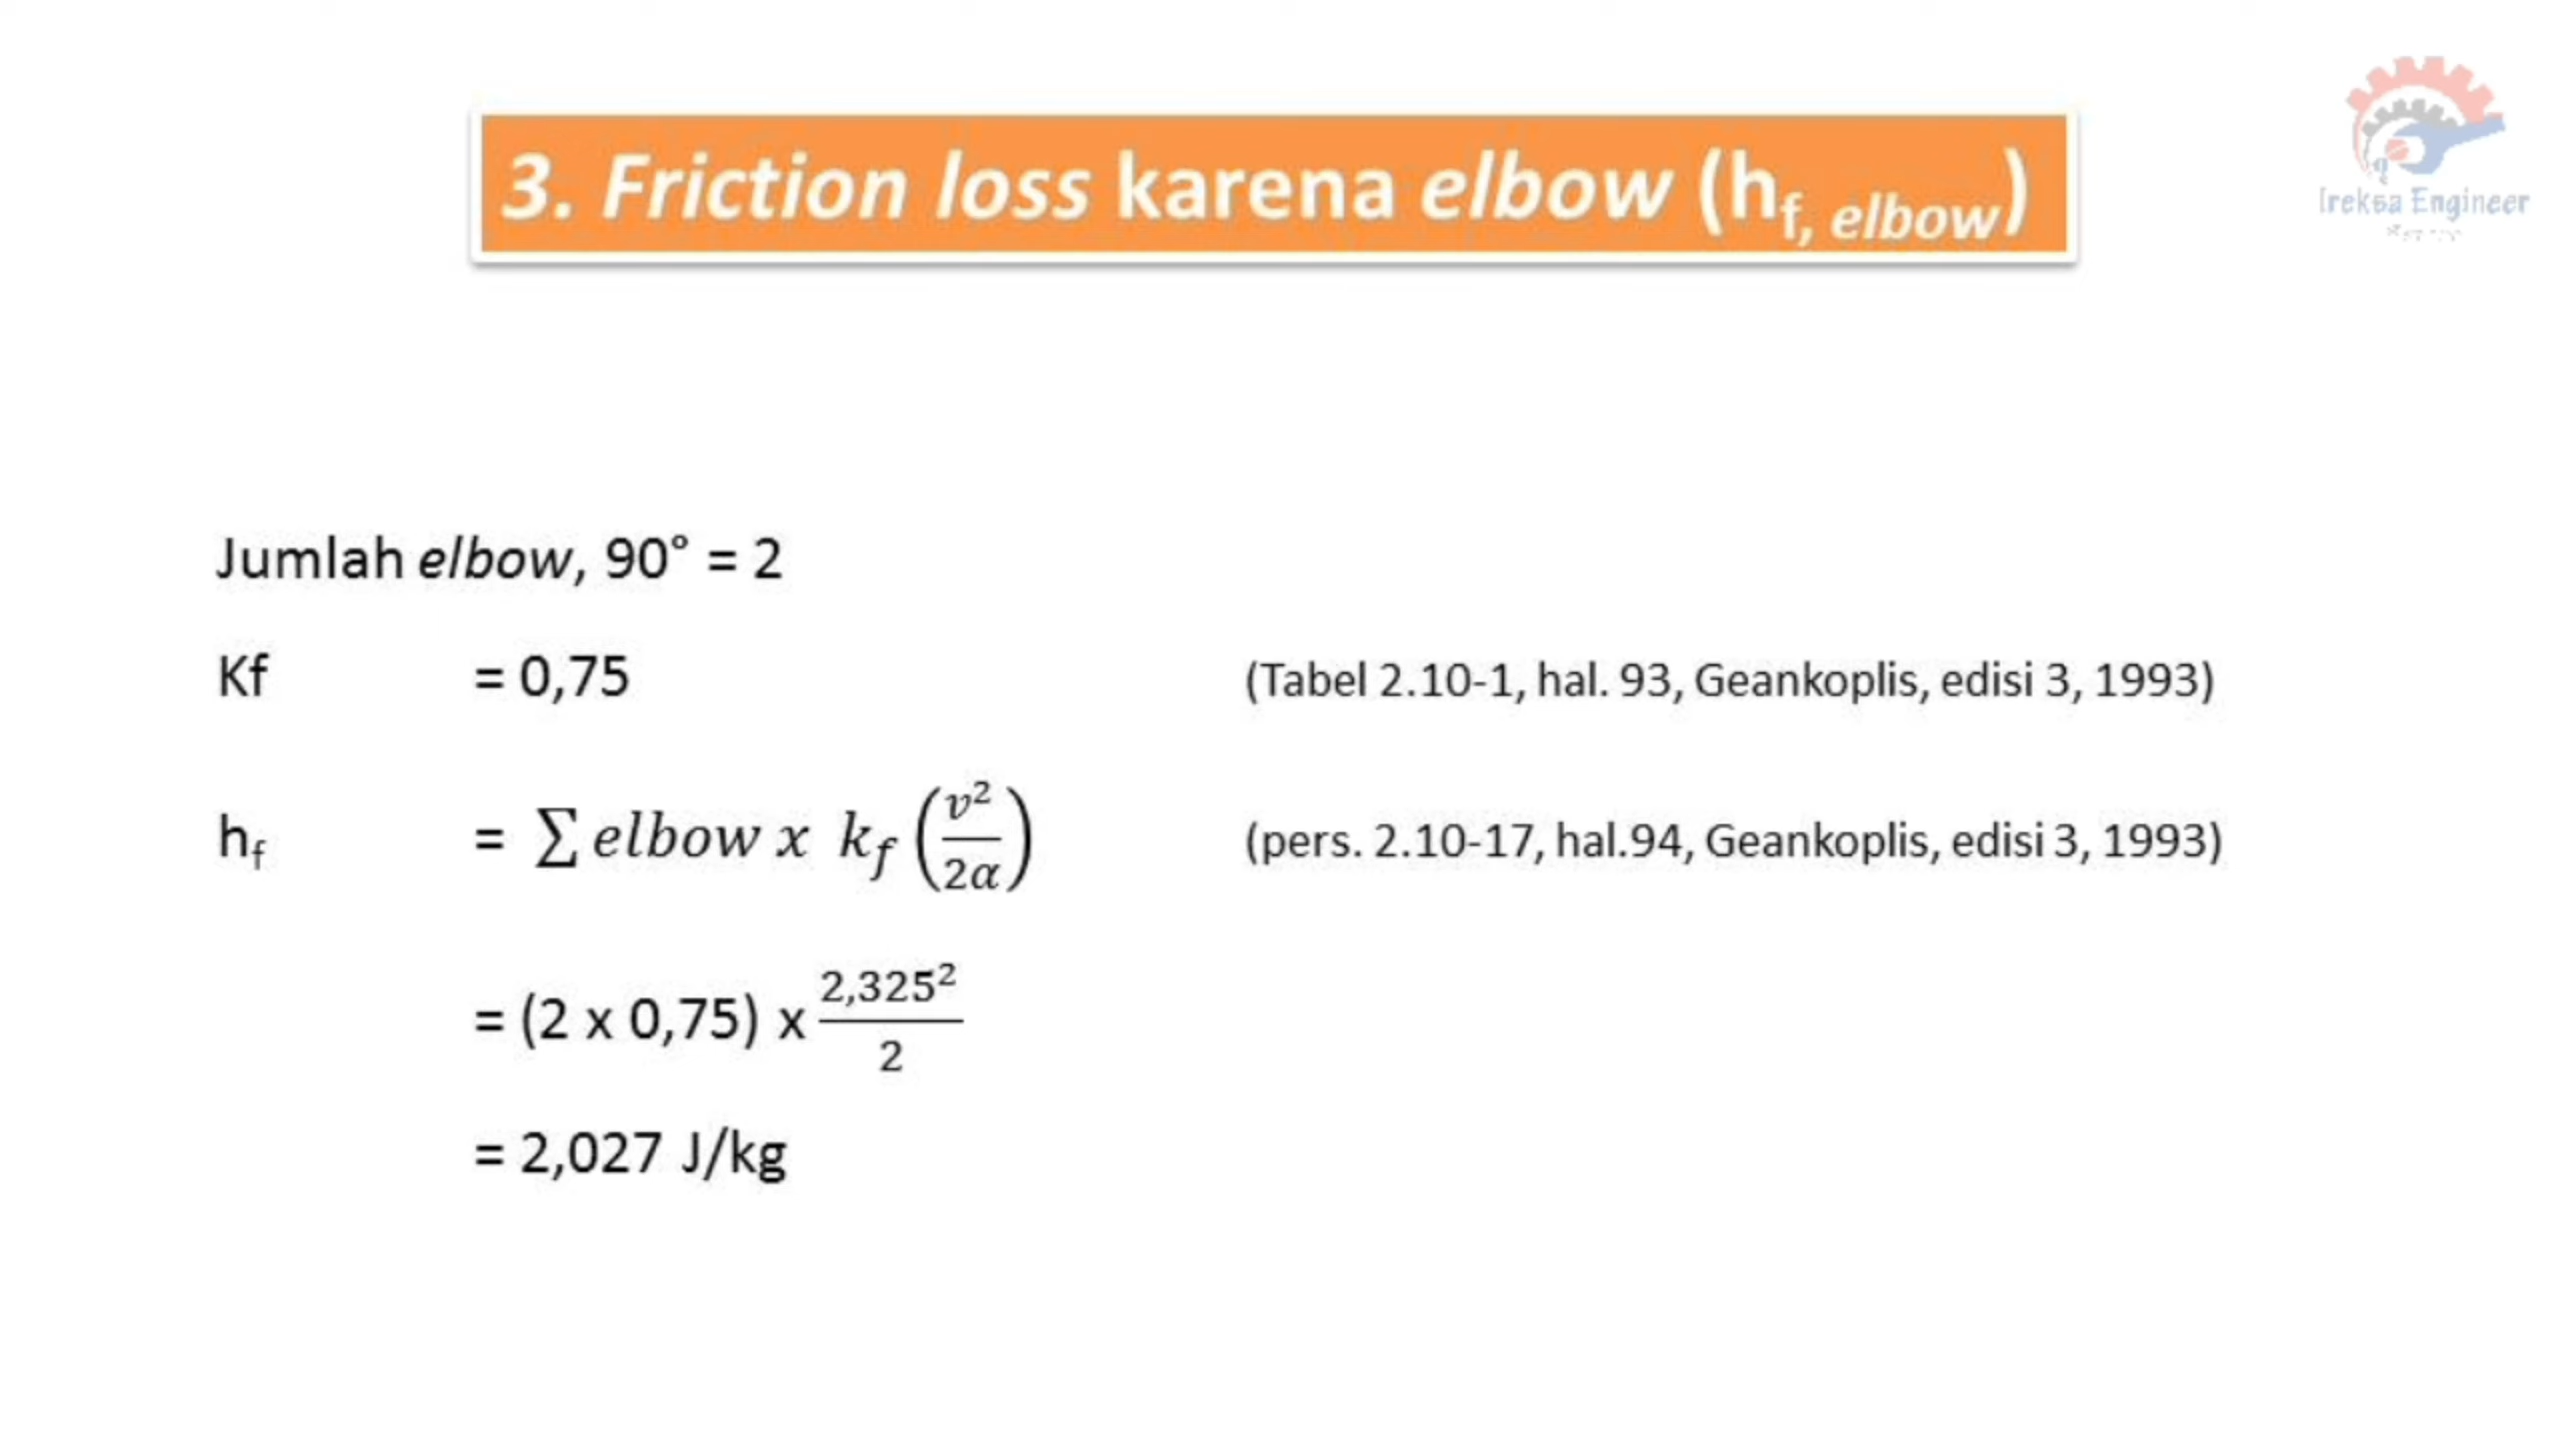 3. Friction loss karena elbow (hf, elbow)
Ireksa Engineer
Jumlah elbow, 90° = 2
Kf = 0,75 (Tabel 2.10-1, hal. 93, Geankoplis, edisi 3, 1993)
hf = ∑ elbow x kf (v²/2α) (pers. 2.10-17, hal.94, Geankoplis, edisi 3, 1993)
= (2 x 0,75) x 2,325²/2
= 2,027 J/kg